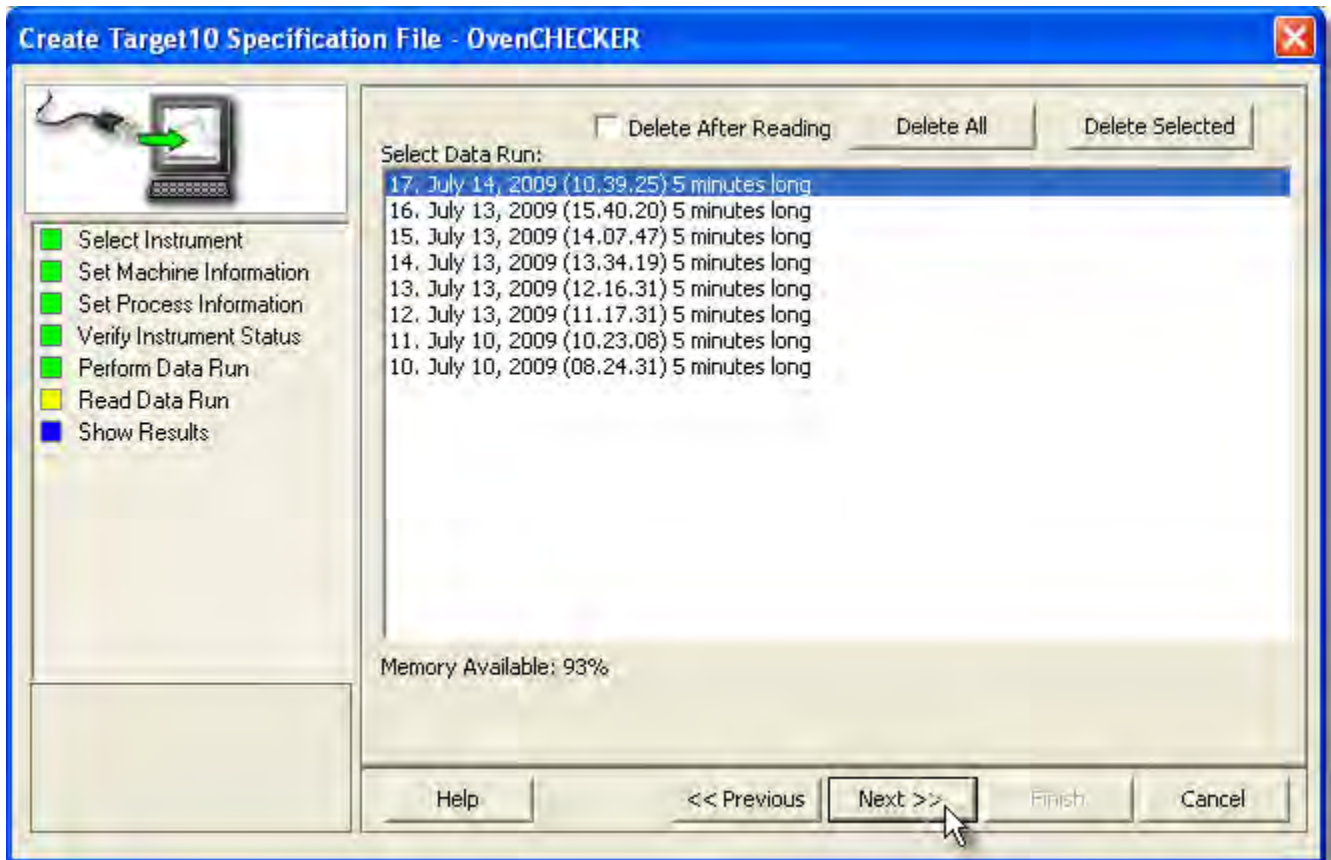 Create Target10 Specification File - OvenCHECKER
Select Instrument
Set Machine Information
Set Process Information
Verify Instrument Status
Perform Data Run
Read Data Run
Show Results
Delete After Reading Delete All Delete Selected
Select Data Run:
17. July 14, 2009 (10.39.25) 5 minutes long
16. July 13, 2009 (15.40.20) 5 minutes long
15. July 13, 2009 (14.07.47) 5 minutes long
14. July 13, 2009 (13.34.19) 5 minutes long
13. July 13, 2009 (12.16.31) 5 minutes long
12. July 13, 2009 (11.17.31) 5 minutes long
11. July 10, 2009 (10.23.08) 5 minutes long
10. July 10, 2009 (08.24.31) 5 minutes long
Memory Available: 93%
Help << Previous Next >> Finish Cancel